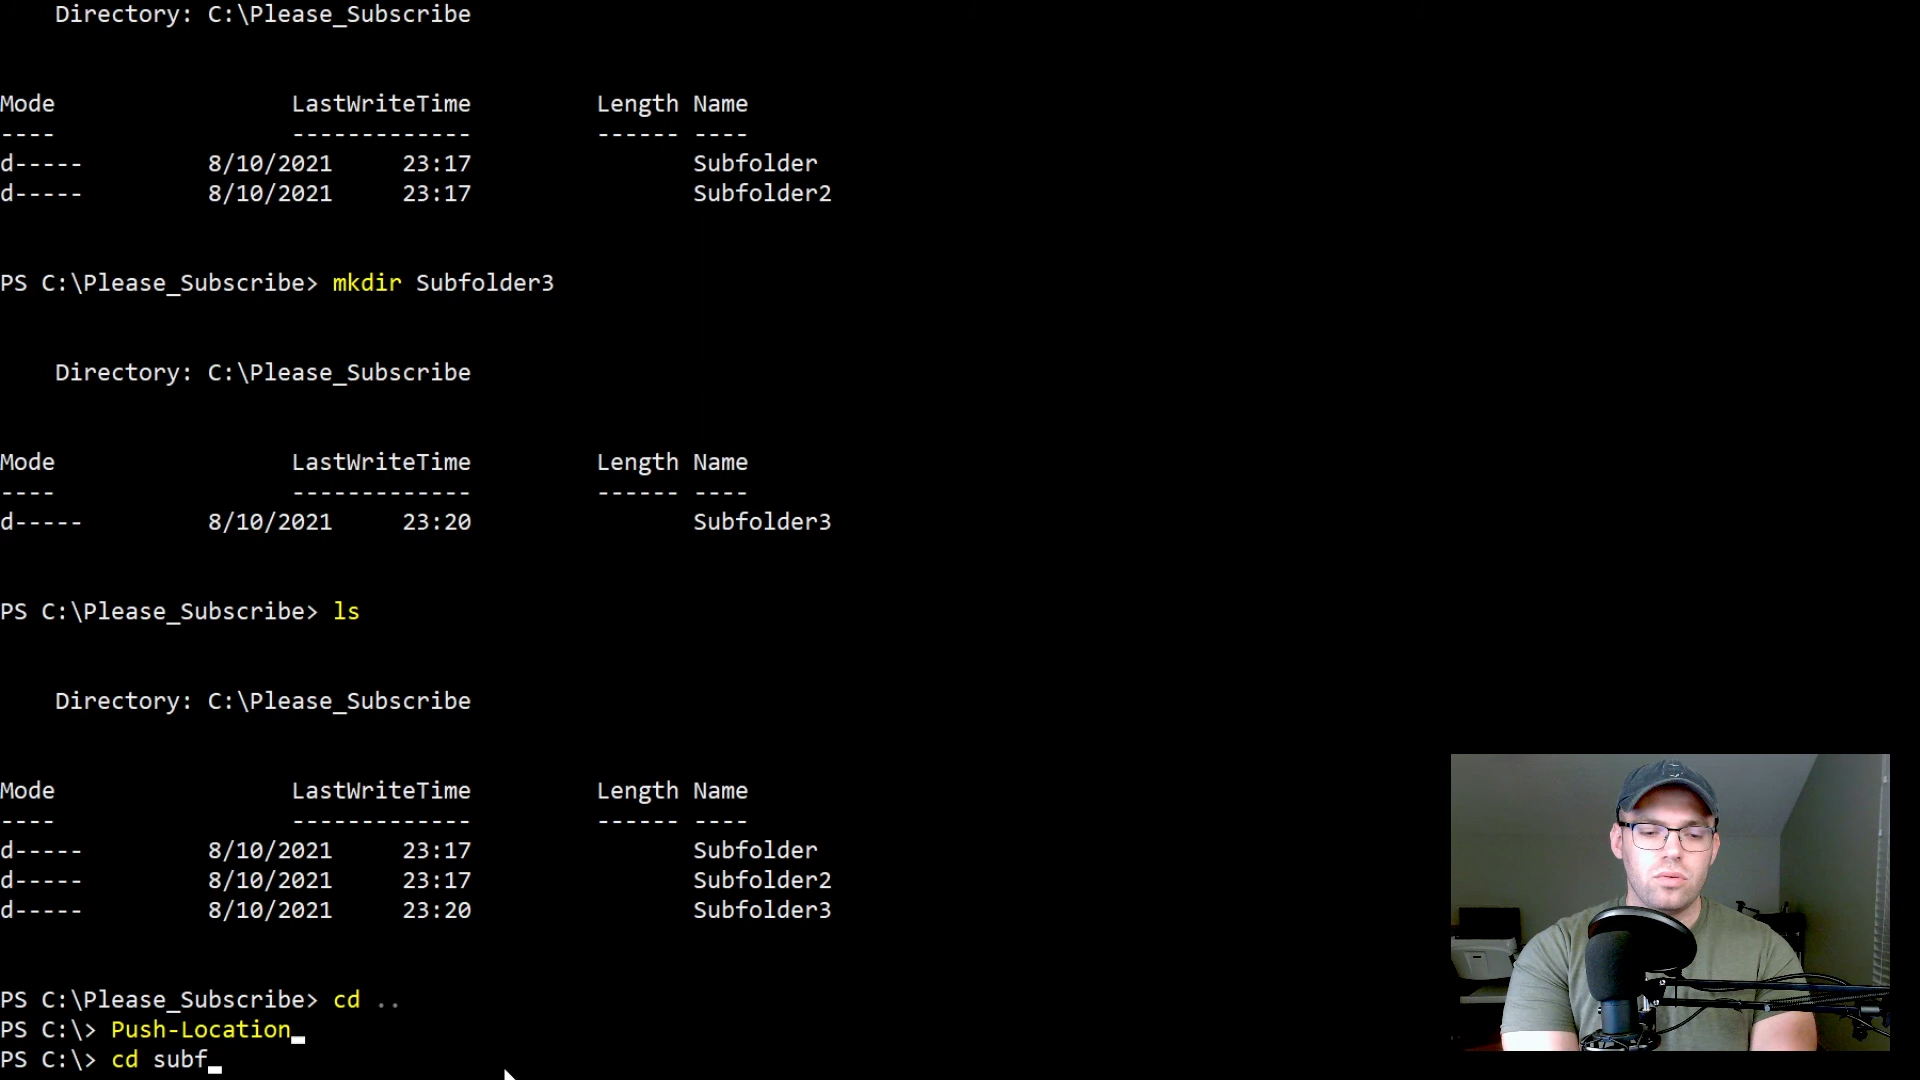 Directory: C:\Please_Subscribe
Mode LastWriteTime Length Name
---- ------------- ------ ----
d----- 8/10/2021 23:17 Subfolder
d----- 8/10/2021 23:17 Subfolder2
PS C:\Please_Subscribe> mkdir Subfolder3
Directory: C:\Please_Subscribe
Mode LastWriteTime Length Name
---- ------------- ------ ----
d----- 8/10/2021 23:20 Subfolder3
PS C:\Please_Subscribe> ls
Directory: C:\Please_Subscribe
Mode LastWriteTime Length Name
---- ------------- ------ ----
d----- 8/10/2021 23:17 Subfolder
d----- 8/10/2021 23:17 Subfolder2
d----- 8/10/2021 23:20 Subfolder3
PS C:\Please_Subscribe> cd ..
PS C:\> Push-Location
PS C:\> cd subf